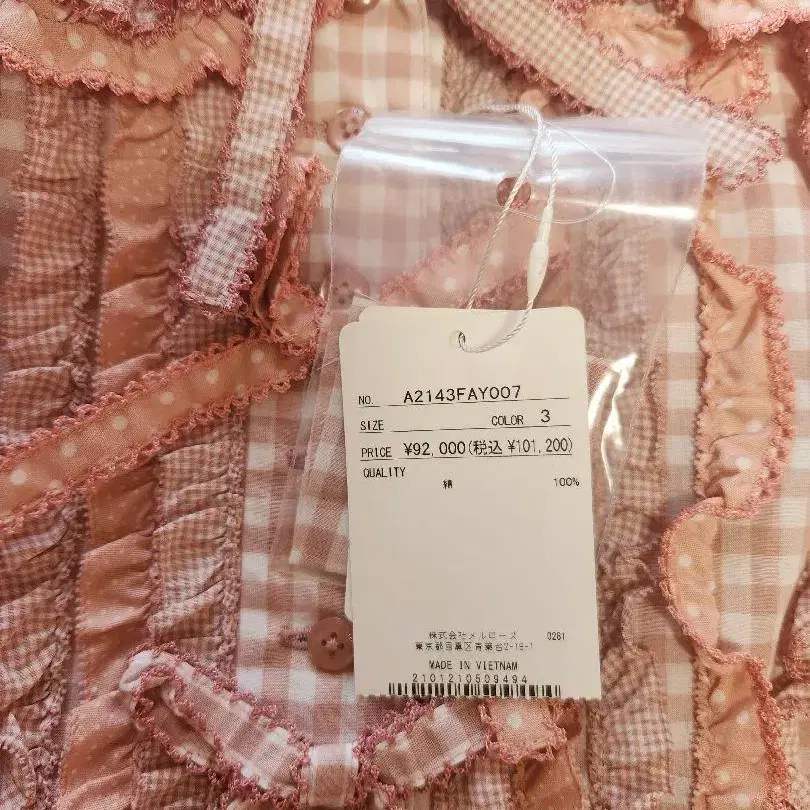 NO. A2143FAY007
SIZE COLOR 3
PRICE ¥92,000(税込 ¥101,200)
QUALITY
綿 100%
株式会社メルローズ 0281
東京都目黒区青葉台2-18-1
MADE IN VIETNAM
2101210509494